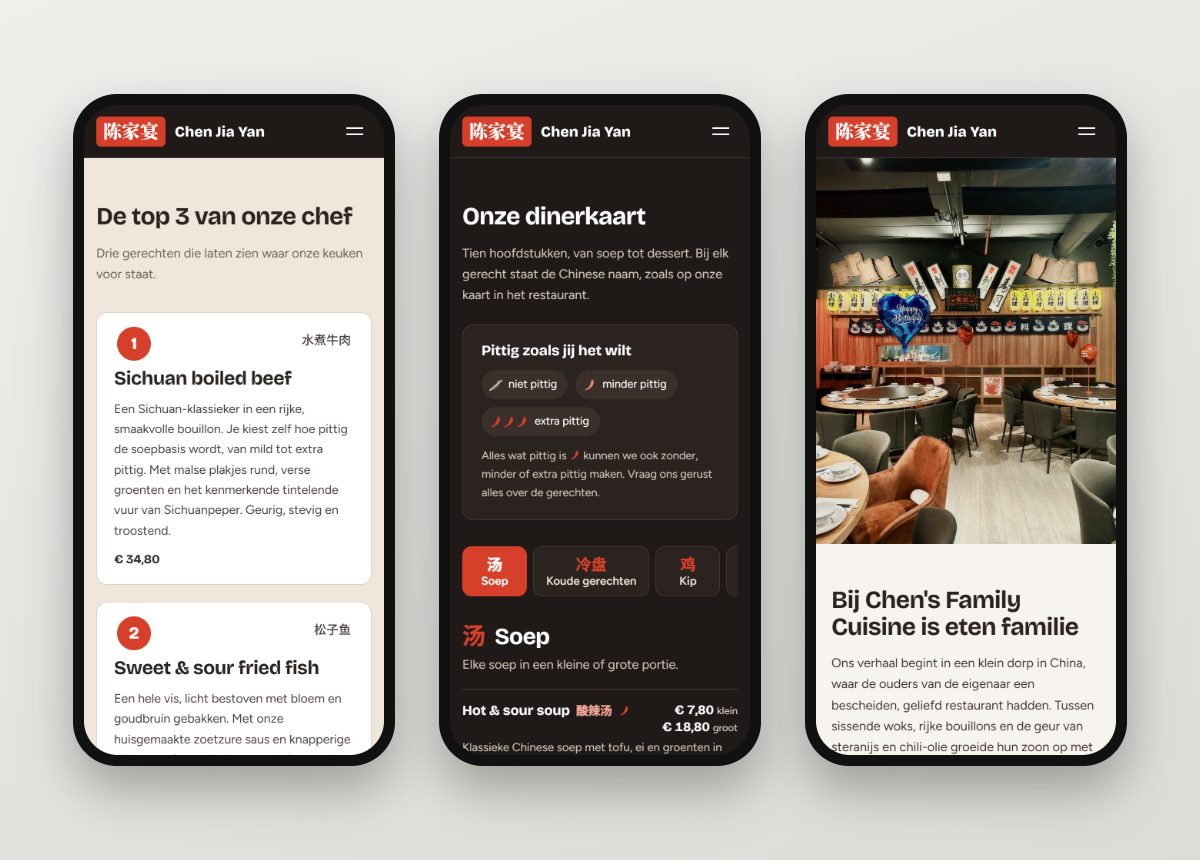 陈家宴 Chen Jia Yan
De top 3 van onze chef
Drie gerechten die laten zien waar onze keuken
voor staat.
1
水煮牛肉
Sichuan boiled beef
Een Sichuan-klassieker in een rijke,
smaakvolle bouillon. Je kiest zelf hoe pittig
de soepbasis wordt, van mild tot extra
pittig. Met malse plakjes rund, verse
groenten en het kenmerkende tintelende
vuur van Sichuanpeper. Geurig, stevig en
troostend.
€ 34,80
2
松子鱼
Sweet & sour fried fish
Een hele vis, licht bestoven met bloem en
goudbruin gebakken. Met onze
huisgemaakte zoetzure saus en knapperige
陈家宴 Chen Jia Yan
Onze dinerkaart
Tien hoofdstukken, van soep tot dessert. Bij elk
gerecht staat de Chinese naam, zoals op onze
kaart in het restaurant.
Pittig zoals jij het wilt
niet pittig
minder pittig
extra pittig
Alles wat pittig is kunnen we ook zonder,
minder of extra pittig maken. Vraag ons gerust
alles over de gerechten.
汤
Soep
冷盘
Koude gerechten
鸡
Kip
汤 Soep
Elke soep in een kleine of grote portie.
Hot & sour soup 酸辣汤
€ 7,80 klein
€ 18,80 groot
Klassieke Chinese soep met tofu, ei en groenten in
陈家宴 Chen Jia Yan
Happy
Birthday
Bij Chen's Family
Cuisine is eten familie
Ons verhaal begint in een klein dorp in China,
waar de ouders van de eigenaar een
bescheiden, geliefd restaurant hadden. Tussen
sissende woks, rijke bouillons en de geur van
steranijs en chili-olie groeide hun zoon op met